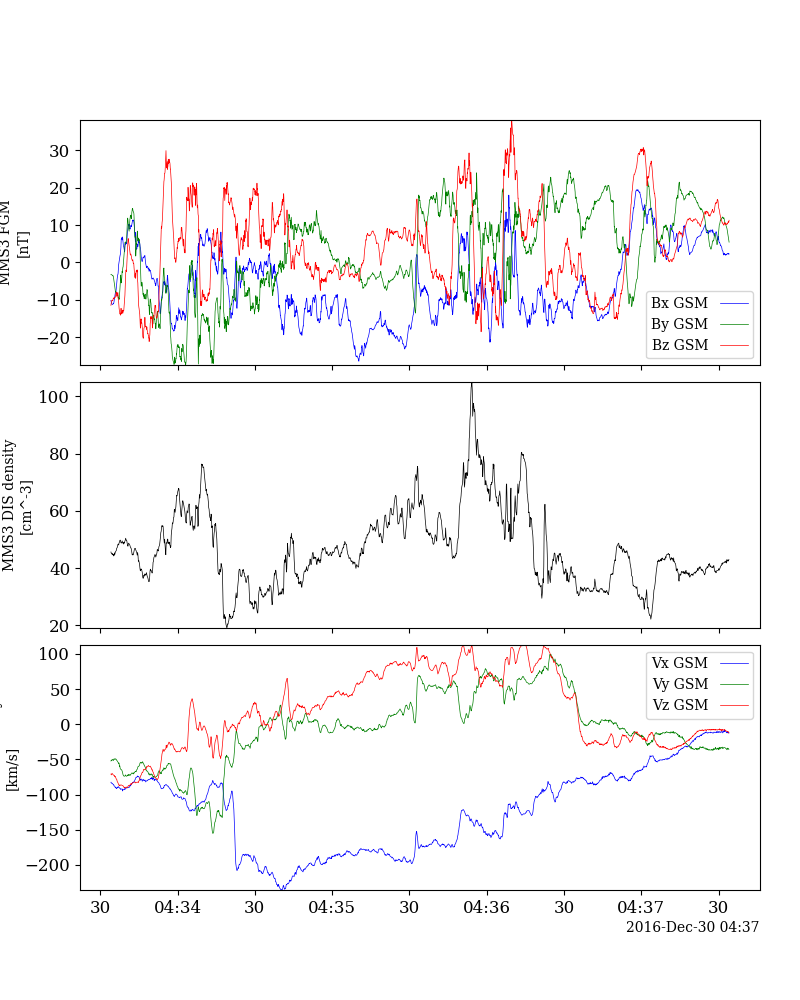 30
20
10
0
−10
−20
MMS3 FGM
[nT]
Bx GSM
By GSM
Bz GSM
100
80
60
40
20
MMS3 DIS density
[cm^-3]
100
50
0
−50
−100
−150
−200
[km/s]
Vx GSM
Vy GSM
Vz GSM
30 04:34 30 04:35 30 04:36 30 04:37 30
2016-Dec-30 04:37